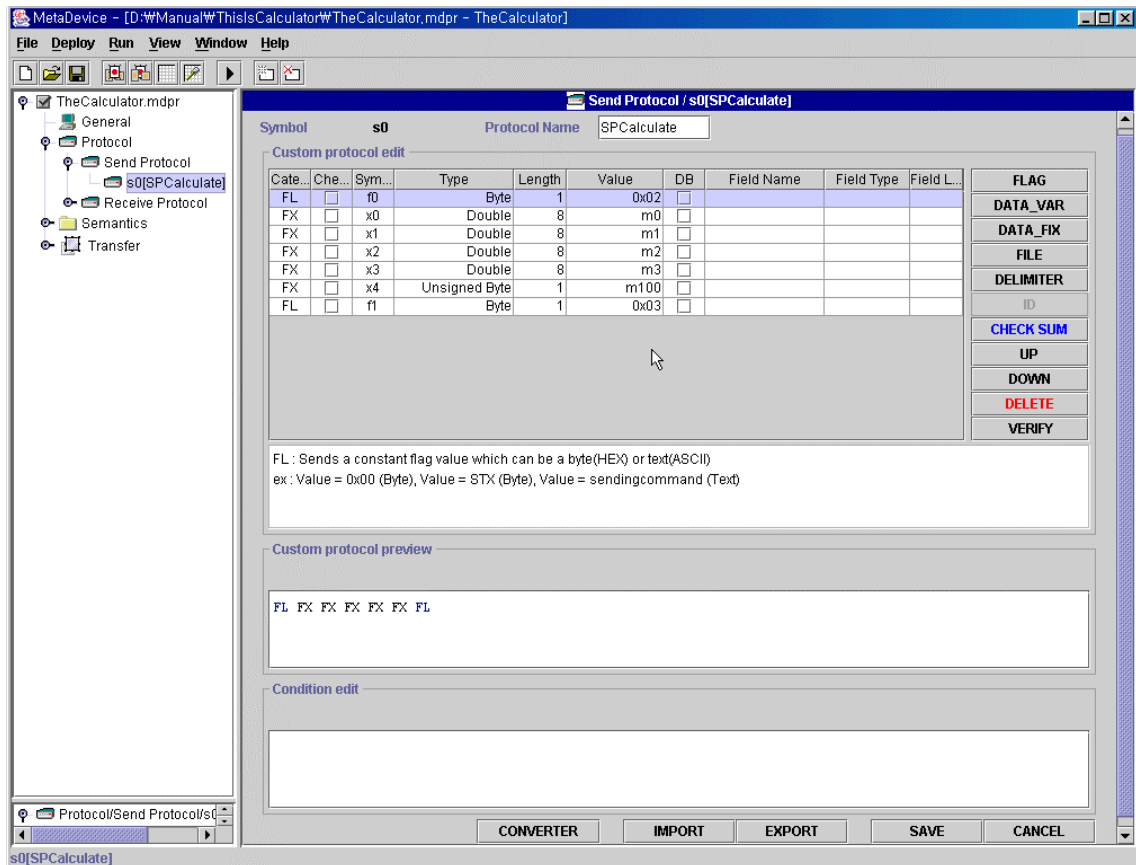 MetaDevice - [D:₩Manual₩ThisIsCalculator₩TheCalculator.mdpr - TheCalculator]
File Deploy Run View Window Help
TheCalculator.mdpr
General
Protocol
Send Protocol
s0[SPCalculate]
Receive Protocol
Semantics
Transfer
Protocol/Send Protocol/s0
s0[SPCalculate]
Send Protocol / s0[SPCalculate]
Symbol s0 Protocol Name SPCalculate
Custom protocol edit
Cate... Che... Sym... Type Length Value DB Field Name Field Type Field L...
FL f0 Byte 1 0x02
FX x0 Double 8 m0
FX x1 Double 8 m1
FX x2 Double 8 m2
FX x3 Double 8 m3
FX x4 Unsigned Byte 1 m100
FL f1 Byte 1 0x03
FLAG
DATA_VAR
DATA_FIX
FILE
DELIMITER
ID
CHECK SUM
UP
DOWN
DELETE
VERIFY
FL : Sends a constant flag value which can be a byte(HEX) or text(ASCII)
ex : Value = 0x00 (Byte), Value = STX (Byte), Value = sendingcommand (Text)
Custom protocol preview
FL FX FX FX FX FX FL
Condition edit
CONVERTER IMPORT EXPORT SAVE CANCEL